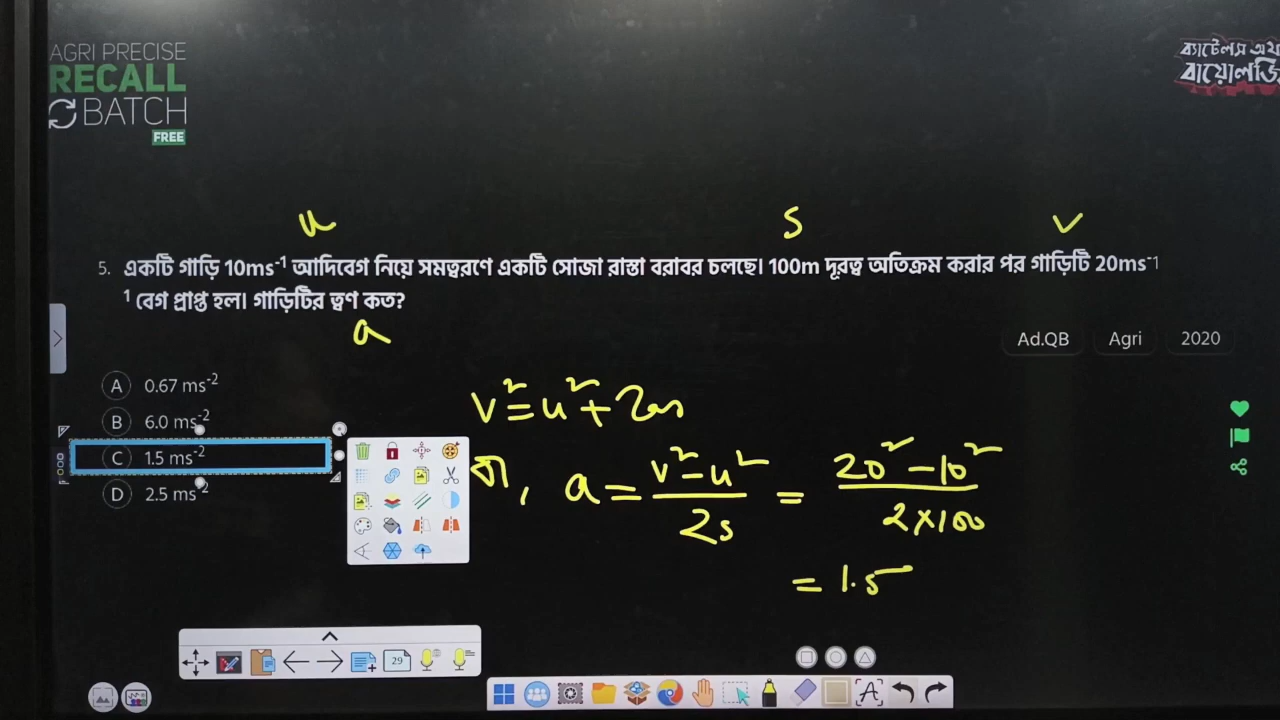 AGRI PRECISE
RECALL
BATCH
FREE
ব্যাটেলস অফ
বায়োলজি
u
s
v
5. একটি গাড়ি 10ms⁻¹ আদিবেগ নিয়ে সমত্বরণে একটি সোজা রাস্তা বরাবর চলছে। 100m দূরত্ব অতিক্রম করার পর গাড়িটি 20ms⁻¹
¹ বেগ প্রাপ্ত হল। গাড়িটির ত্বণ কত?
a
Ad.QB Agri 2020
A 0.67 ms⁻²
B 6.0 ms⁻²
C 1.5 ms⁻²
D 2.5 ms⁻²
v² = u² + 2as
বা, a = (v² - u²)/2s = (20² - 10²)/(2×100)
= 1.5
29